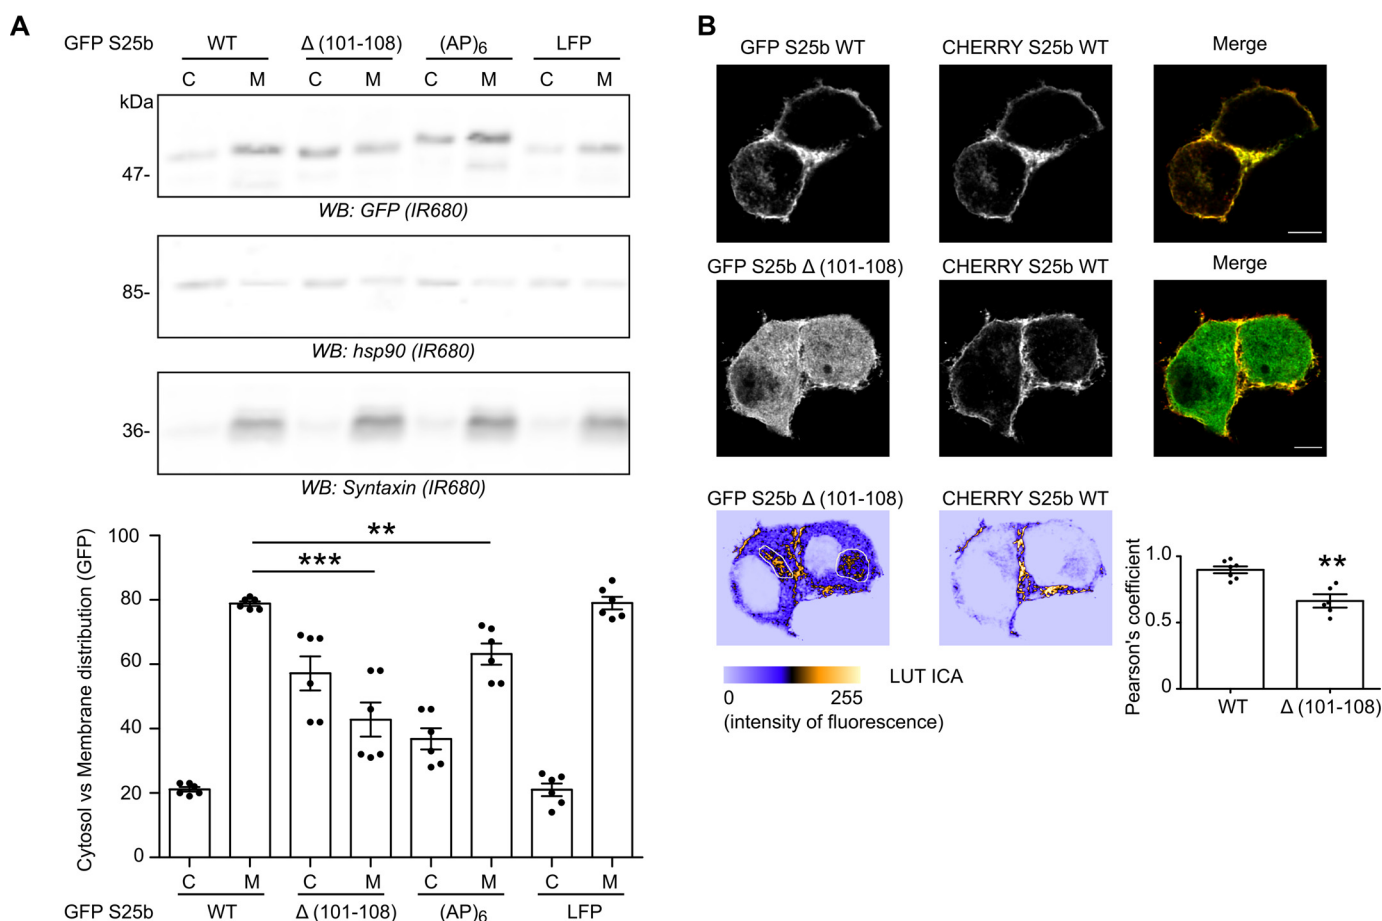 A
GFP S25b WT Δ (101-108) (AP)6 LFP
C M C M C M C M
kDa
47-
WB: GFP (IR680)
85-
WB: hsp90 (IR680)
36-
WB: Syntaxin (IR680)
Cytosol vs Membrane distribution (GFP)
100
80
60
40
20
0
**
***
C M C M C M C M
GFP S25b WT Δ (101-108) (AP)6 LFP
B
GFP S25b WT CHERRY S25b WT Merge
GFP S25b Δ (101-108) CHERRY S25b WT Merge
GFP S25b Δ (101-108) CHERRY S25b WT
0 255 LUT ICA
(intensity of fluorescence)
Pearson's coefficient
1.0
0.5
0
**
WT Δ (101-108)